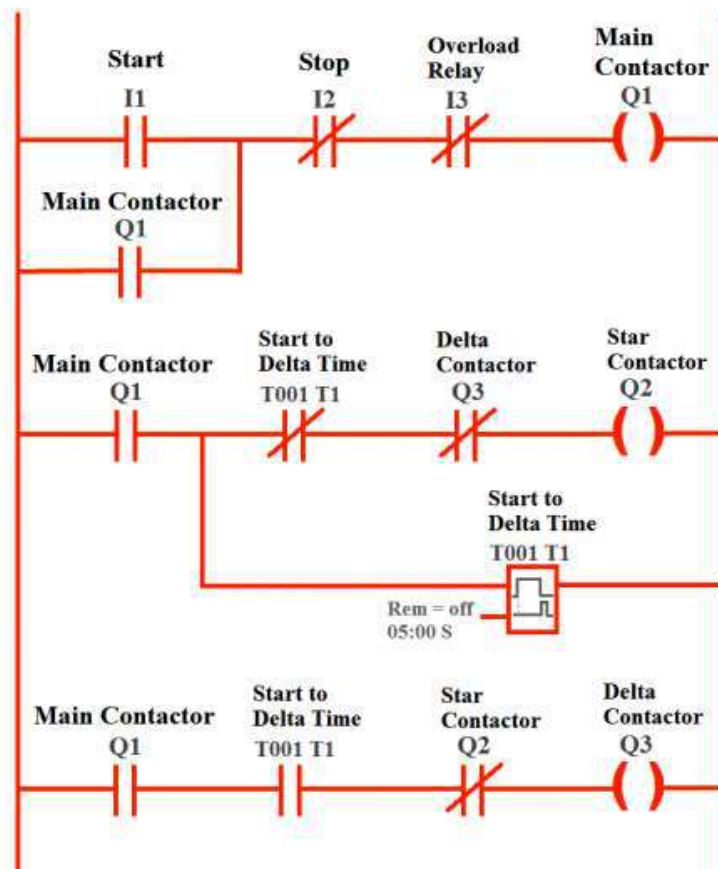 Start
I1
Stop
I2
Overload
Relay
I3
Main
Contactor
Q1
Main Contactor
Q1
Main Contactor
Q1
Start to
Delta Time
T001 T1
Delta
Contactor
Q3
Star
Contactor
Q2
Start to
Delta Time
T001 T1
Rem = off
05:00 S
Main Contactor
Q1
Start to
Delta Time
T001 T1
Star
Contactor
Q2
Delta
Contactor
Q3